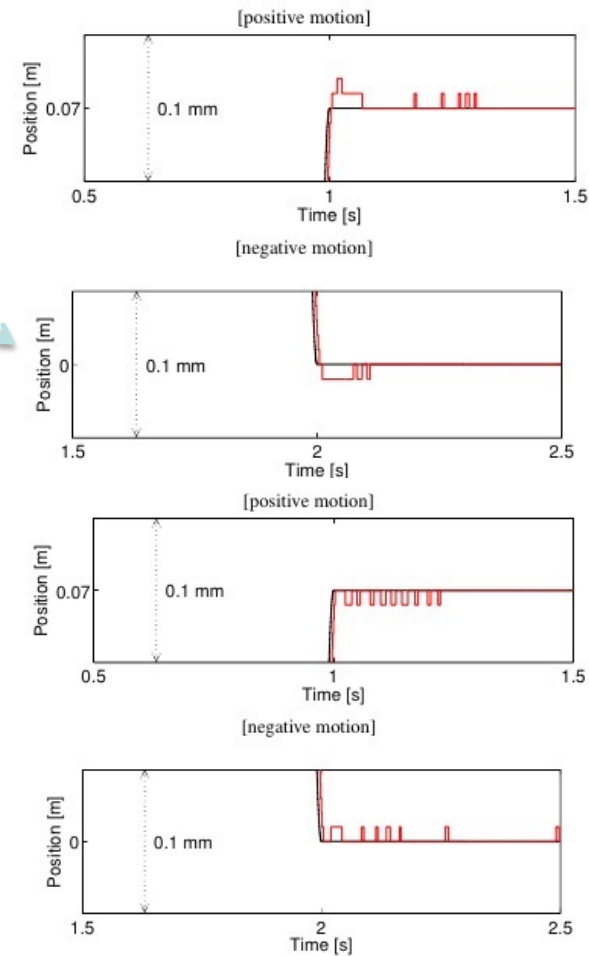 [positive motion]
Position [m]
0.07
0.1 mm
0.5
1
1.5
Time [s]
[negative motion]
Position [m]
0
0.1 mm
1.5
2
2.5
Time [s]
[positive motion]
Position [m]
0.07
0.1 mm
0.5
1
1.5
Time [s]
[negative motion]
Position [m]
0
0.1 mm
1.5
2
2.5
Time [s]